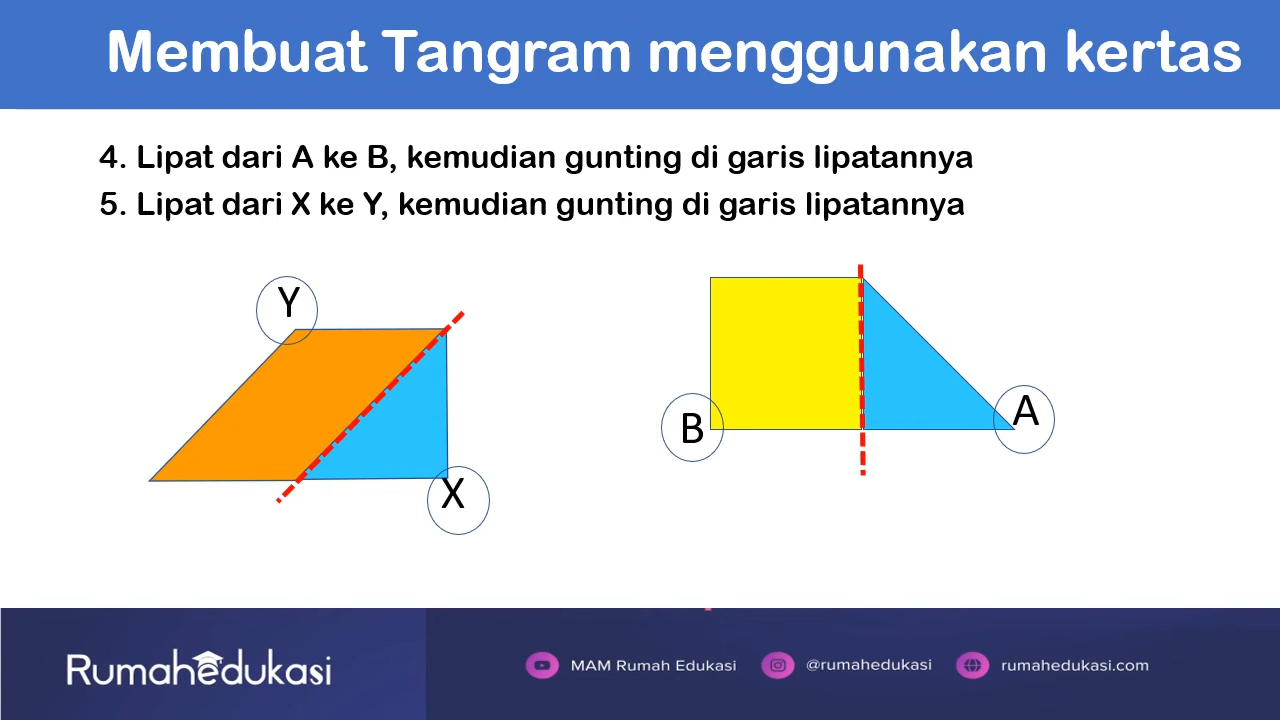 Membuat Tangram menggunakan kertas
4. Lipat dari A ke B, kemudian gunting di garis lipatannya
5. Lipat dari X ke Y, kemudian gunting di garis lipatannya
Y
X
B
A
Rumahedukasi
MAM Rumah Edukasi
@rumahedukasi
rumahedukasi.com